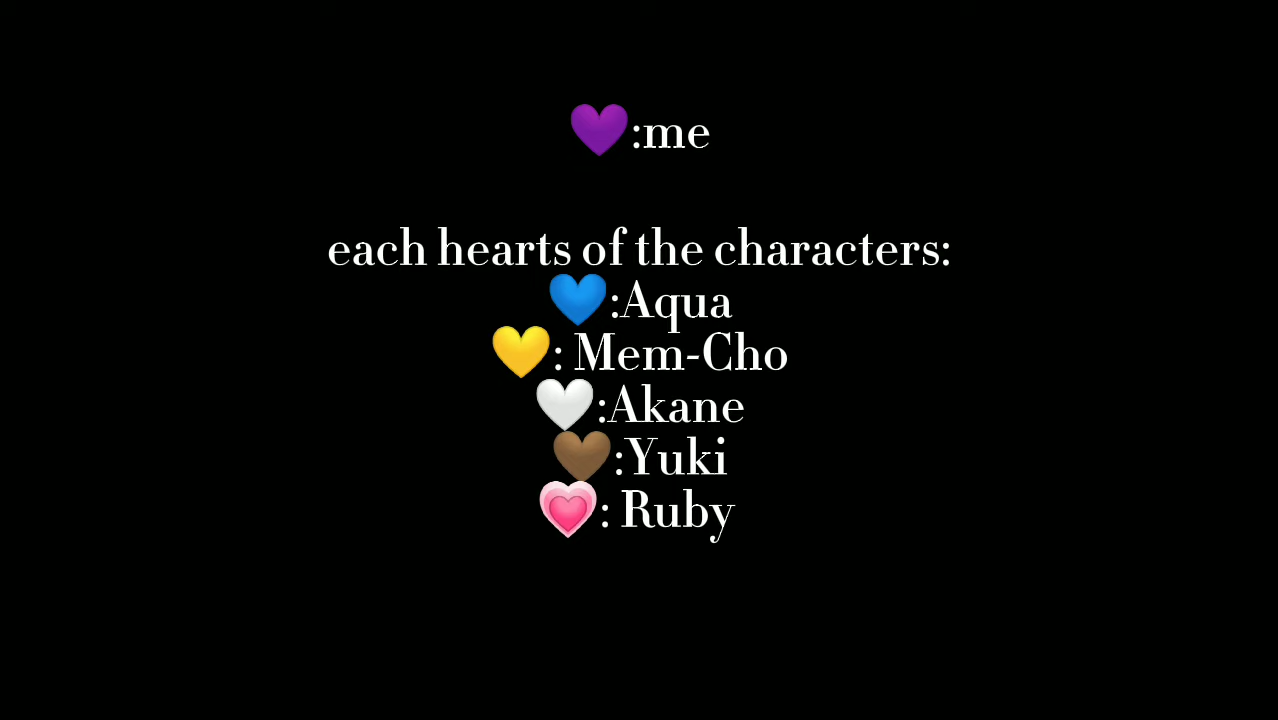 💜:me
each hearts of the characters:
💙:Aqua
💛: Mem-Cho
🤍:Akane
🤎:Yuki
💗: Ruby